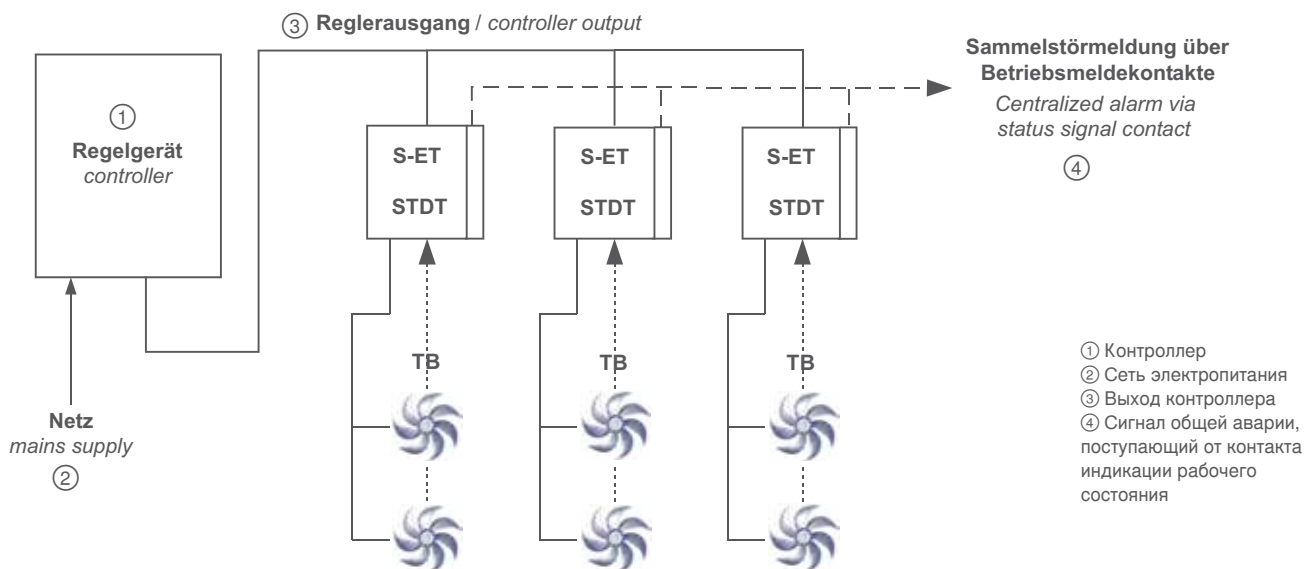 ③ Reglerausgang / controller output
① 
Regelgerät
controller
S-ET
STDT
S-ET
STDT
S-ET
STDT
Sammelstörmeldung über
Betriebsmeldekontakte
Centralized alarm via
status signal contact
④
TB
TB
TB
Netz
mains supply
②
① Контроллер
② Сеть электропитания
③ Выход контроллера
④ Сигнал общей аварии,
поступающий от контакта
индикации рабочего
состояния